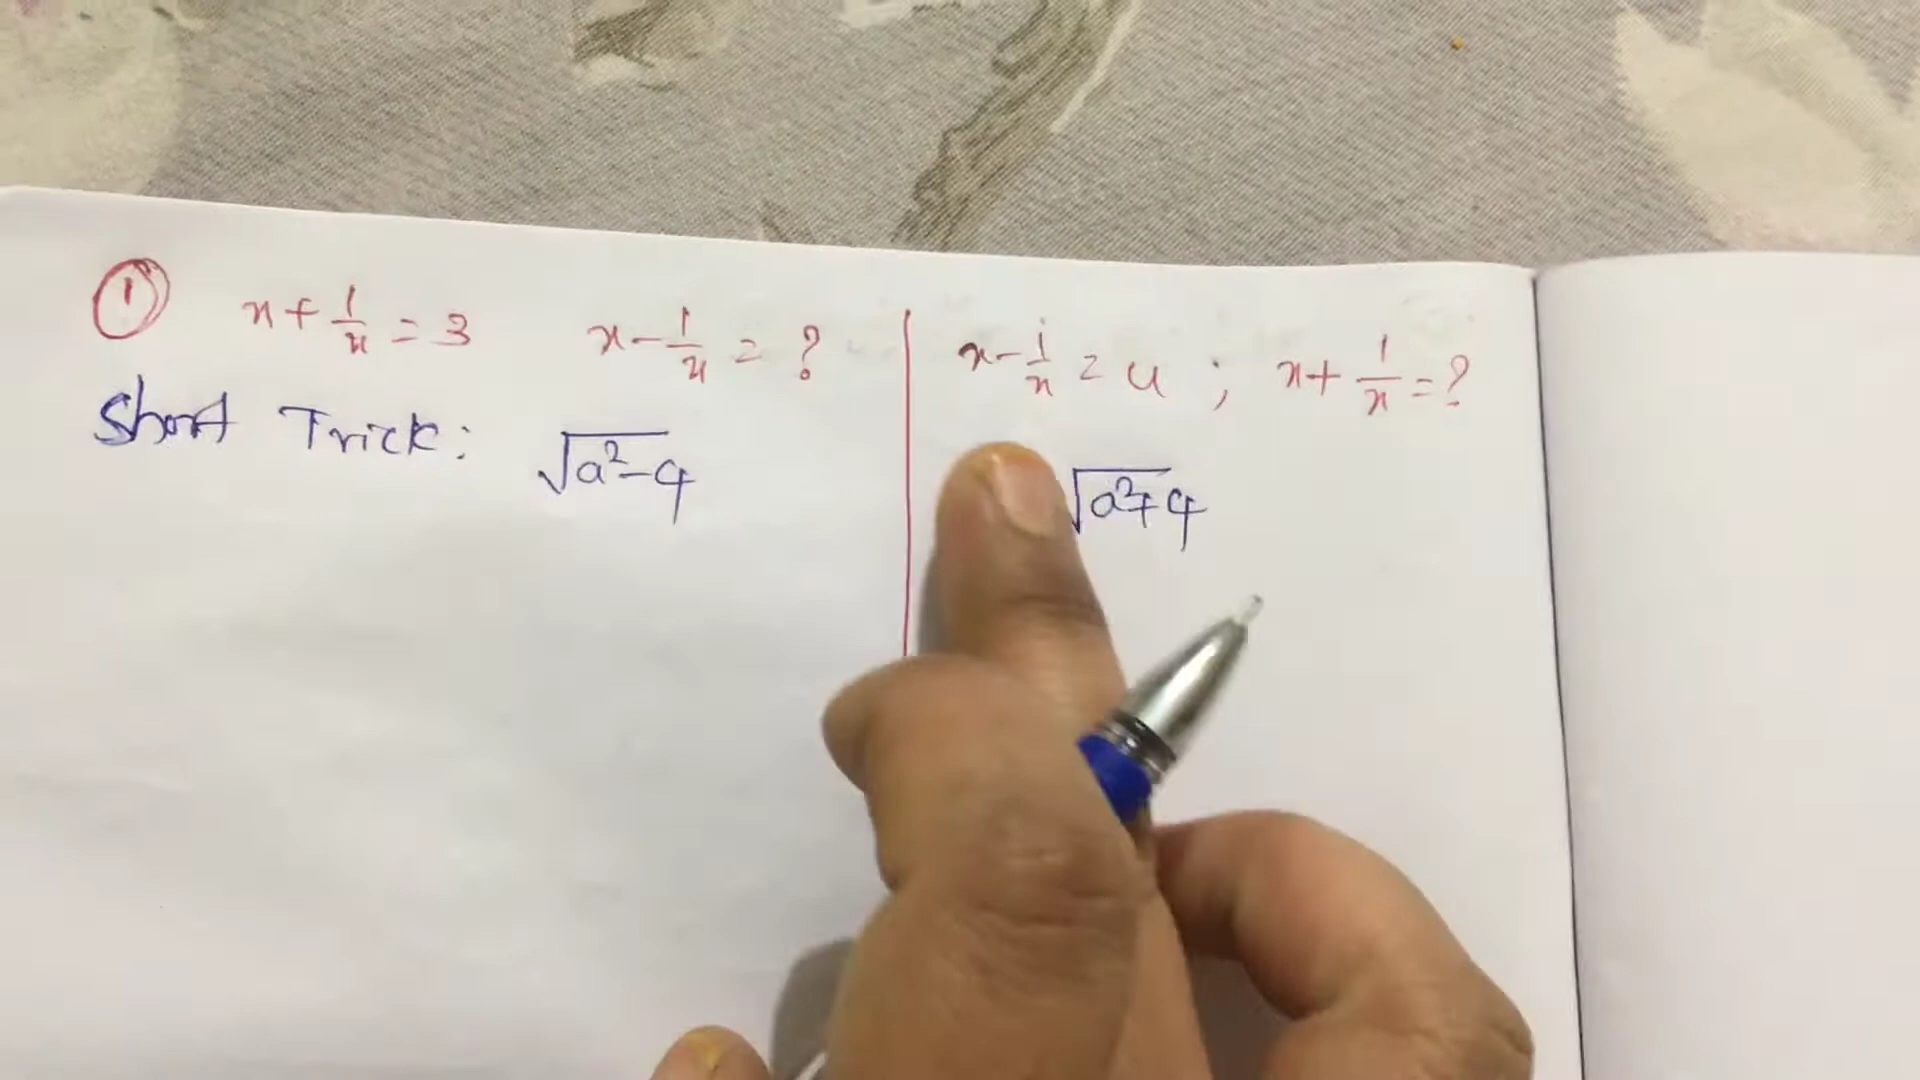 ① x + 1/x = 3 x - 1/x = ?
Short Trick: √a²-4
x - 1/x = 4 ; x + 1/x = ?
√a²+4